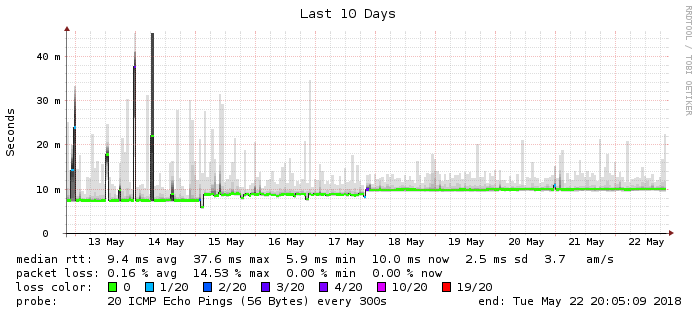 Last 10 Days
RRDTOOL / TOBI OETIKER
Seconds
40 m
30 m
20 m
10 m
0
13 May 14 May 15 May 16 May 17 May 18 May 19 May 20 May 21 May 22 May
median rtt: 9.4 ms avg 37.6 ms max 5.9 ms min 10.0 ms now 2.5 ms sd 3.7 am/s
packet loss: 0.16 % avg 14.53 % max 0.00 % min 0.00 % now
loss color: 0 1/20 2/20 3/20 4/20 10/20 19/20
probe: 20 ICMP Echo Pings (56 Bytes) every 300s end: Tue May 22 20:05:09 2018